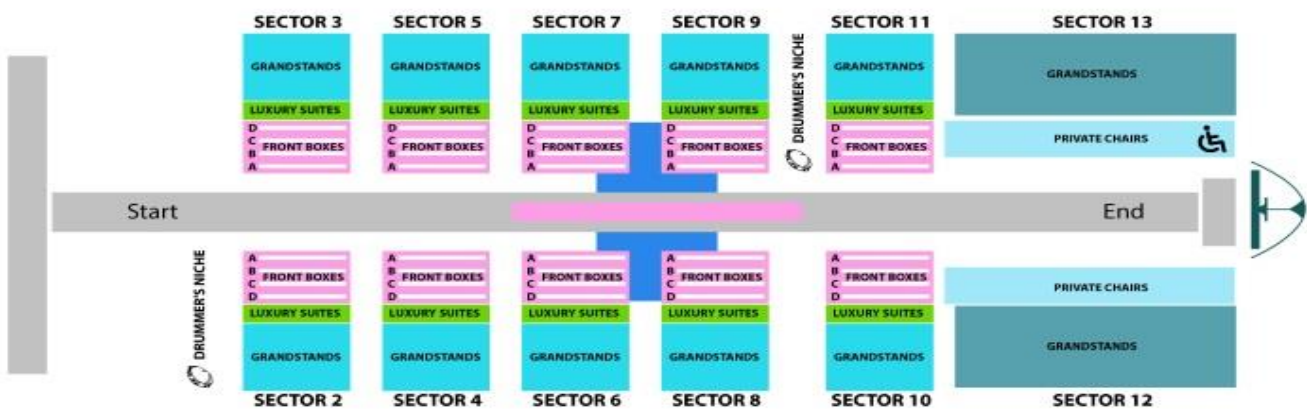 SECTOR 3 SECTOR 5 SECTOR 7 SECTOR 9 SECTOR 11 SECTOR 13
GRANDSTANDS GRANDSTANDS GRANDSTANDS GRANDSTANDS DRUMMER'S NICHE GRANDSTANDS GRANDSTANDS
LUXURY SUITES LUXURY SUITES LUXURY SUITES LUXURY SUITES LUXURY SUITES
D D D D D
C C C C C PRIVATE CHAIRS
FRONT BOXES FRONT BOXES FRONT BOXES FRONT BOXES FRONT BOXES
B B B B B
A A A A A
Start End
A A A A A
B B B B B
FRONT BOXES FRONT BOXES FRONT BOXES FRONT BOXES FRONT BOXES
C C C C C PRIVATE CHAIRS
D D D D D
DRUMMER'S NICHE LUXURY SUITES LUXURY SUITES LUXURY SUITES LUXURY SUITES LUXURY SUITES
GRANDSTANDS GRANDSTANDS GRANDSTANDS GRANDSTANDS GRANDSTANDS GRANDSTANDS
SECTOR 2 SECTOR 4 SECTOR 6 SECTOR 8 SECTOR 10 SECTOR 12